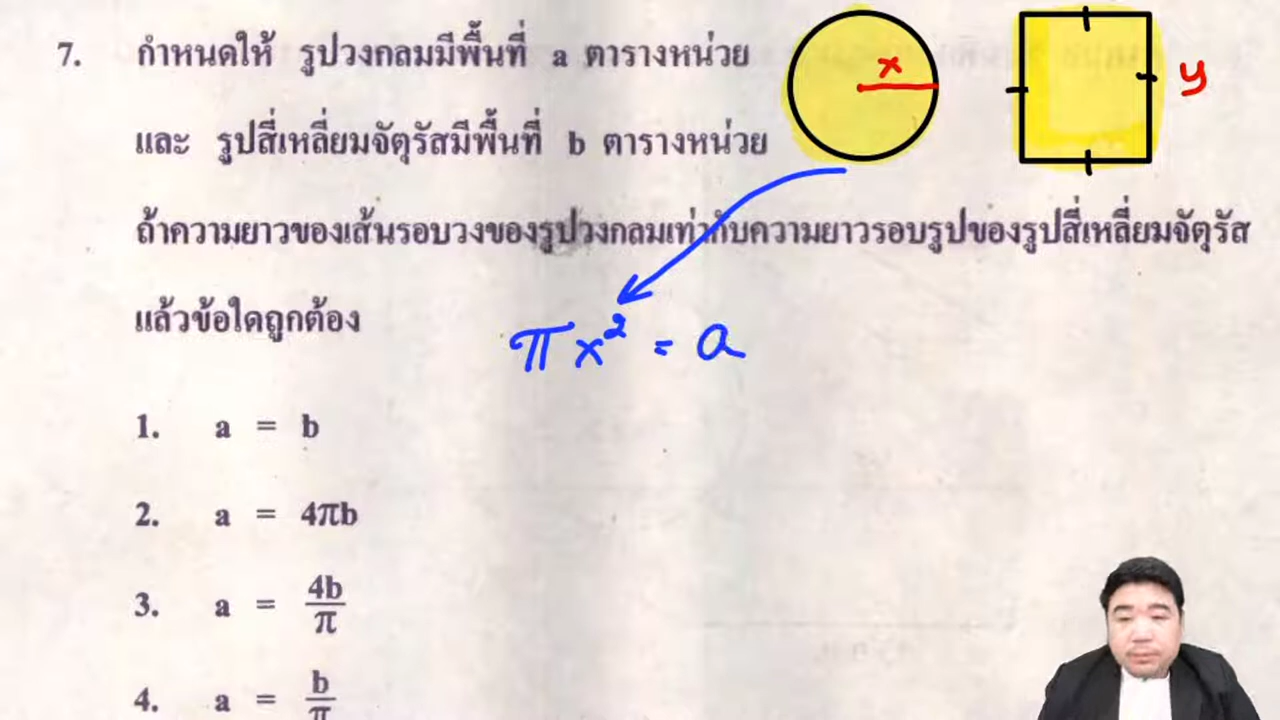 7. กำหนดให้ รูปวงกลมมีพื้นที่ a ตารางหน่วย
และ รูปสี่เหลี่ยมจัตุรัสมีพื้นที่ b ตารางหน่วย
x
y
ถ้าความยาวของเส้นรอบวงของรูปวงกลมเท่ากับความยาวรอบรูปของรูปสี่เหลี่ยมจัตุรัส
แล้วข้อใดถูกต้อง
πx² = a
1. a = b
2. a = 4πb
3. a = 4b/π
4. a = b/π